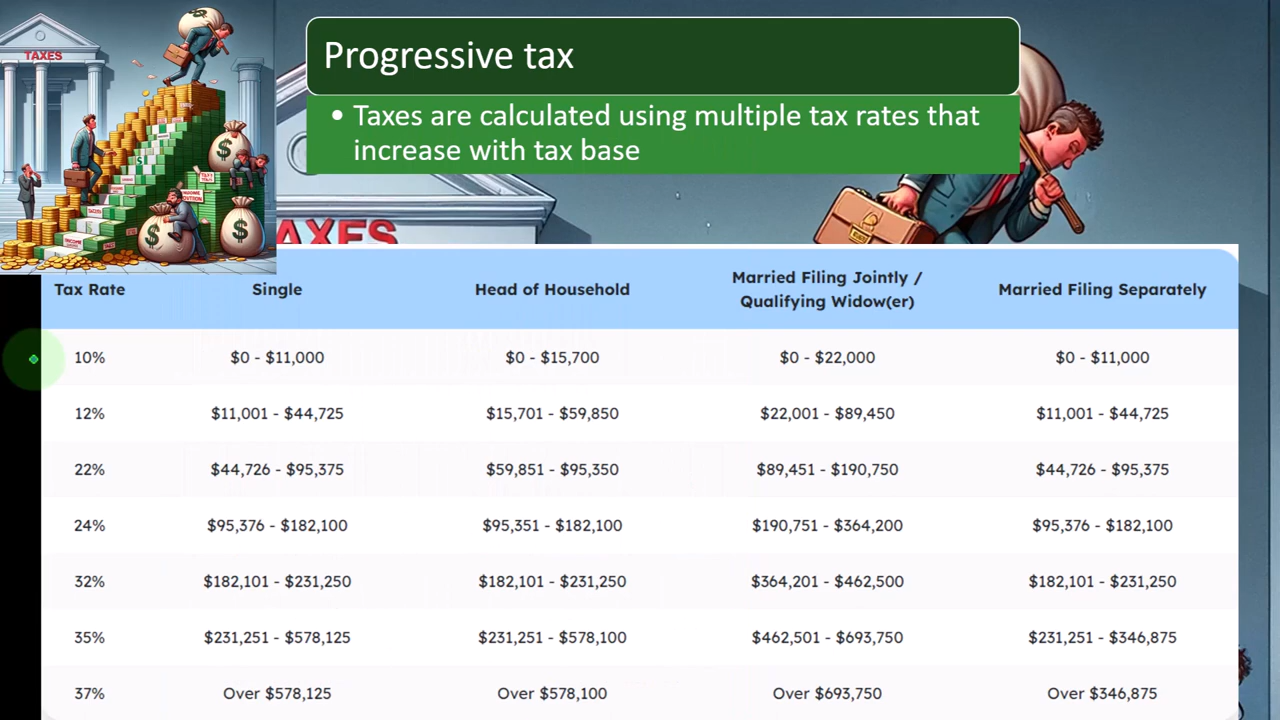 TAXES
Progressive tax
• Taxes are calculated using multiple tax rates that
increase with tax base
AXES
Tax Rate Single Head of Household Married Filing Jointly / Qualifying Widow(er) Married Filing Separately
10% $0 - $11,000 $0 - $15,700 $0 - $22,000 $0 - $11,000
12% $11,001 - $44,725 $15,701 - $59,850 $22,001 - $89,450 $11,001 - $44,725
22% $44,726 - $95,375 $59,851 - $95,350 $89,451 - $190,750 $44,726 - $95,375
24% $95,376 - $182,100 $95,351 - $182,100 $190,751 - $364,200 $95,376 - $182,100
32% $182,101 - $231,250 $182,101 - $231,250 $364,201 - $462,500 $182,101 - $231,250
35% $231,251 - $578,125 $231,251 - $578,100 $462,501 - $693,750 $231,251 - $346,875
37% Over $578,125 Over $578,100 Over $693,750 Over $346,875